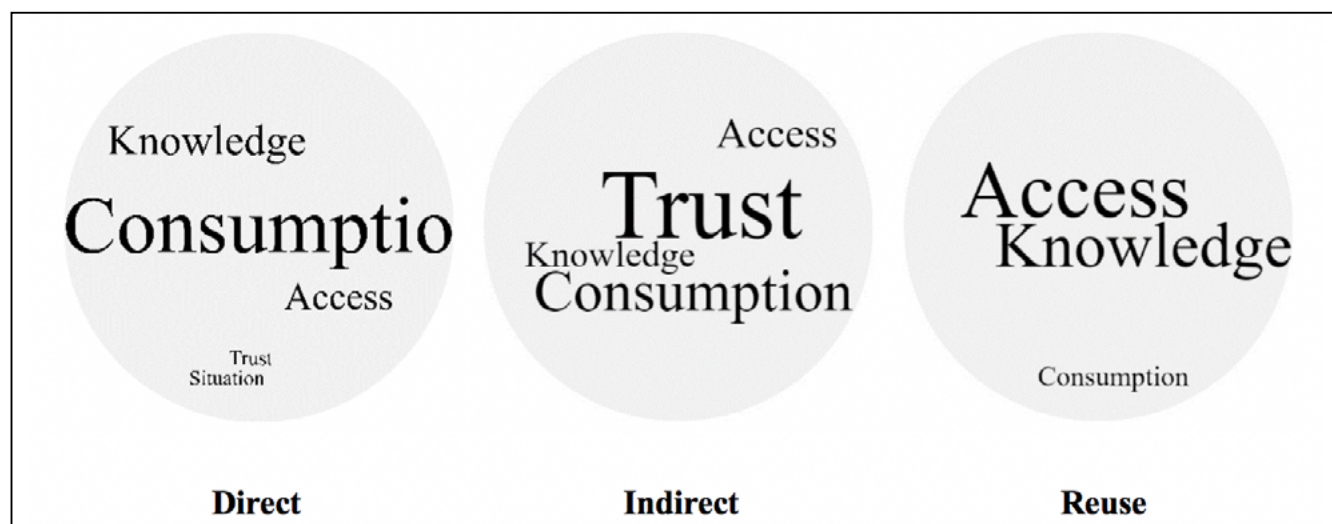 Knowledge
Consumptio
Access
Trust
Situation
Access
Trust
Knowledge
Consumption
Access
Knowledge
Consumption
Direct
Indirect
Reuse